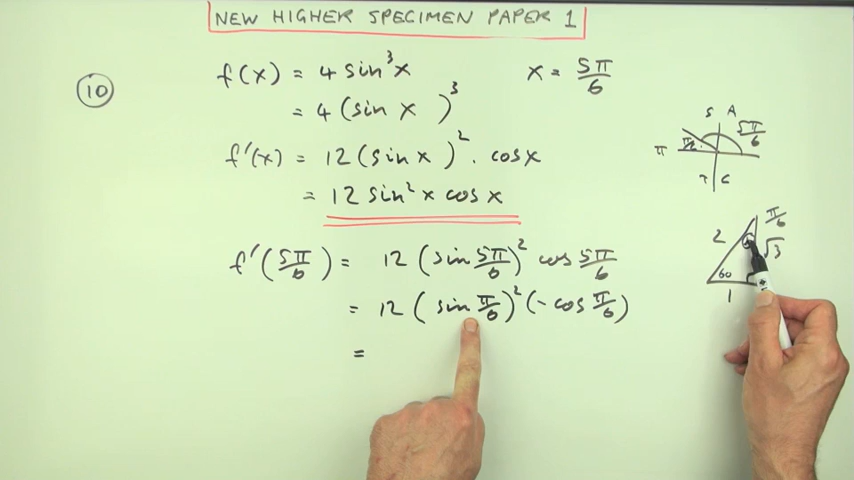 NEW HIGHER SPECIMEN PAPER 1
10
f(x) = 4 sin³x x = 5π/6
= 4 (sin x )³
f'(x) = 12 (sin x )² . cos x
= 12 sin² x cos x
f'(5π/6) = 12 (sin 5π/6)² cos 5π/6
= 12 (sin π/6)² (-cos π/6)
=
S A
π π/6 5π/6
T C
π/6
2 √3
60
1